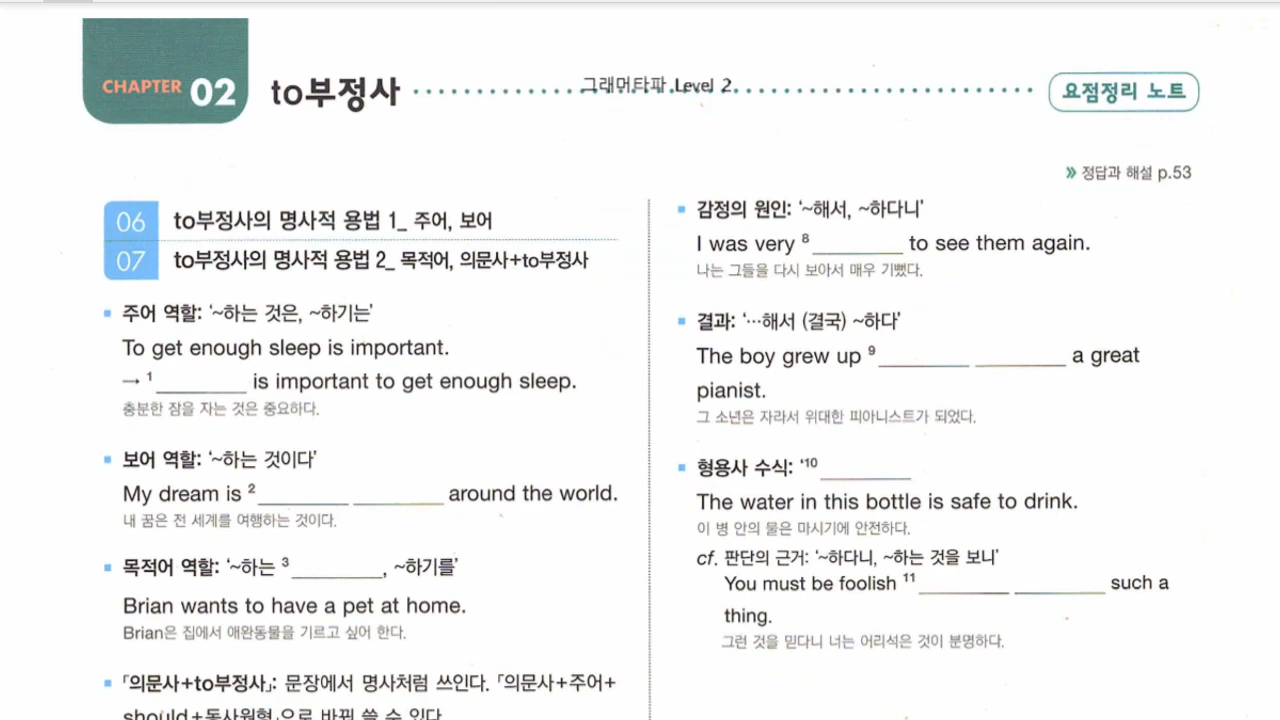 CHAPTER 02 to부정사 그래머타파 Level 2 요점정리 노트
» 정답과 해설 p.53
06 to부정사의 명사적 용법 1_ 주어, 보어
07 to부정사의 명사적 용법 2_ 목적어, 의문사+to부정사
▪ 주어 역할: ‘~하는 것은, ~하기는’
To get enough sleep is important.
→ 1 ________ is important to get enough sleep.
충분한 잠을 자는 것은 중요하다.
▪ 보어 역할: ‘~하는 것이다’
My dream is 2 ________ ________ around the world.
내 꿈은 전 세계를 여행하는 것이다.
▪ 목적어 역할: ‘~하는 3 ________, ~하기를’
Brian wants to have a pet at home.
Brian은 집에서 애완동물을 기르고 싶어 한다.
▪ 「의문사+to부정사」: 문장에서 명사처럼 쓰인다. 「의문사+주어+
should+동사원형」으로 바꿔 쓸 수 있다.
▪ 감정의 원인: ‘~해서, ~하다니’
I was very 8 ________ to see them again.
나는 그들을 다시 보아서 매우 기뻤다.
▪ 결과: ‘…해서 (결국) ~하다’
The boy grew up 9 ________ ________ a great
pianist.
그 소년은 자라서 위대한 피아니스트가 되었다.
▪ 형용사 수식: ‘10 ________
The water in this bottle is safe to drink.
이 병 안의 물은 마시기에 안전하다.
cf. 판단의 근거: ‘~하다니, ~하는 것을 보니’
You must be foolish 11 ________ ________ such a
thing.
그런 것을 믿다니 너는 어리석은 것이 분명하다.